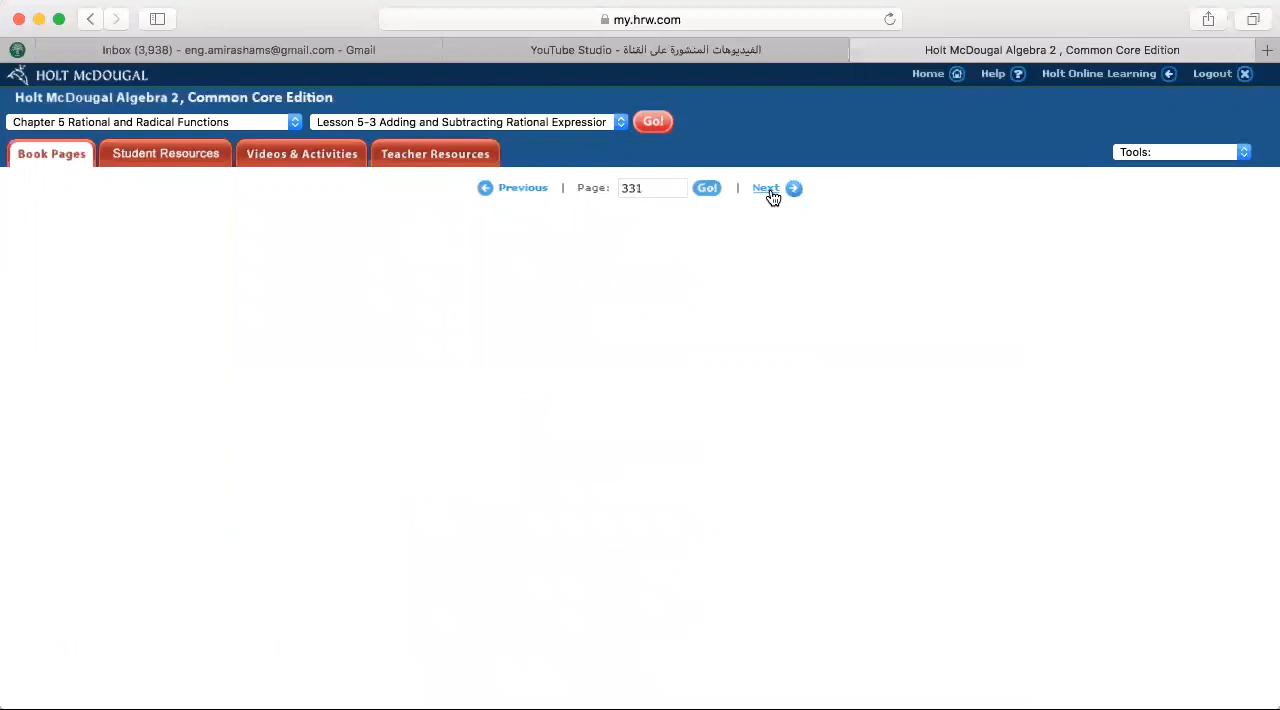 my.hrw.com
Inbox (3,938) - eng.amirashams@gmail.com - Gmail
YouTube Studio - الفيديوهات المنشورة على القناة
Holt McDougal Algebra 2 , Common Core Edition
HOLT McDOUGAL
Home
Help ?
Holt Online Learning
Logout
Holt McDougal Algebra 2, Common Core Edition
Chapter 5 Rational and Radical Functions
Lesson 5-3 Adding and Subtracting Rational Expression
Go!
Book Pages
Student Resources
Videos & Activities
Teacher Resources
Tools:
Previous | Page: 331 Go! | Next